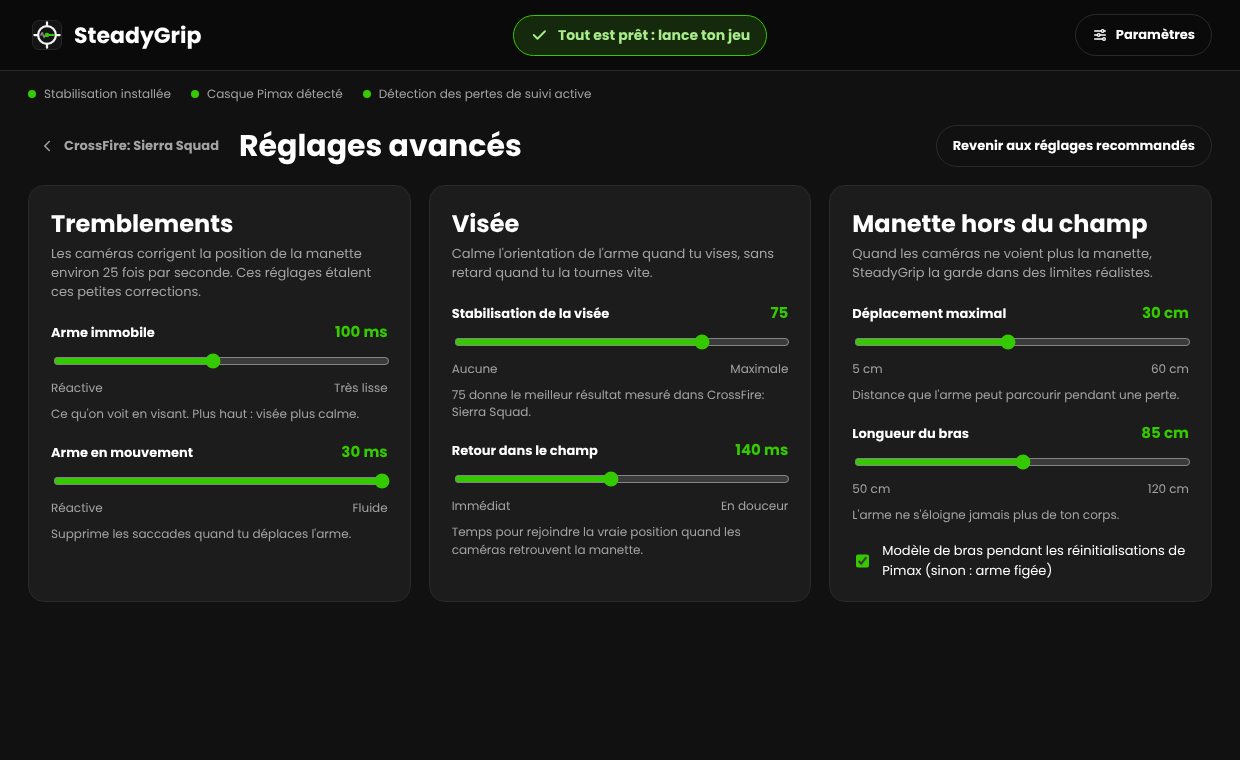 SteadyGrip
Tout est prêt : lance ton jeu
Paramètres
Stabilisation installée
Casque Pimax détecté
Détection des pertes de suivi active
CrossFire: Sierra Squad
Réglages avancés
Revenir aux réglages recommandés
Tremblements
Les caméras corrigent la position de la manette
environ 25 fois par seconde. Ces réglages étalent
ces petites corrections.
Arme immobile
100 ms
Réactive
Très lisse
Ce qu'on voit en visant. Plus haut : visée plus calme.
Arme en mouvement
30 ms
Réactive
Fluide
Supprime les saccades quand tu déplaces l'arme.
Visée
Calme l'orientation de l'arme quand tu vises, sans
retard quand tu la tournes vite.
Stabilisation de la visée
75
Aucune
Maximale
75 donne le meilleur résultat mesuré dans CrossFire:
Sierra Squad.
Retour dans le champ
140 ms
Immédiat
En douceur
Temps pour rejoindre la vraie position quand les
caméras retrouvent la manette.
Manette hors du champ
Quand les caméras ne voient plus la manette,
SteadyGrip la garde dans des limites réalistes.
Déplacement maximal
30 cm
5 cm
60 cm
Distance que l'arme peut parcourir pendant une perte.
Longueur du bras
85 cm
50 cm
120 cm
L'arme ne s'éloigne jamais plus de ton corps.
Modèle de bras pendant les réinitialisations de
Pimax (sinon : arme figée)